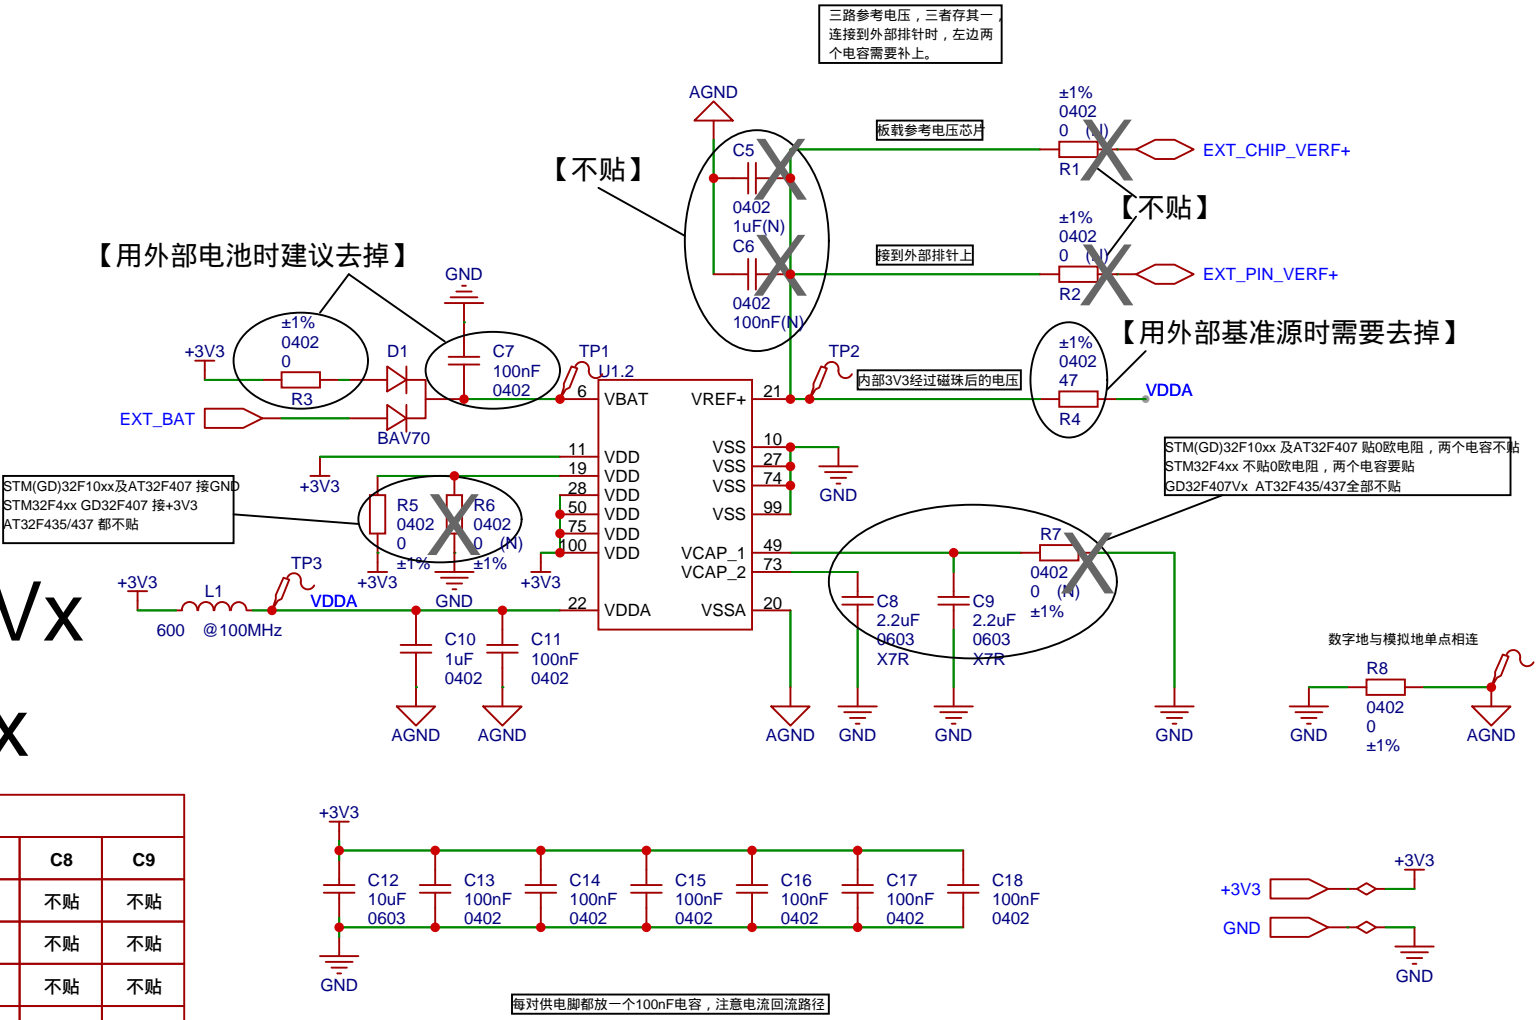 三路参考电压，三者存其一，
连接到外部排针时，左边两
个电容需要补上。
AGND
【不贴】
C5
0402
1uF(N)
C6
0402
100nF(N)
板载参考电压芯片
±1%
0402
0 (N)
R1
EXT_CHIP_VERF+
【不贴】
接到外部排针上
±1%
0402
0 (N)
R2
EXT_PIN_VERF+
【用外部电池时建议去掉】
GND
+3V3
±1%
0402
0
R3
D1
C7
100nF
0402
TP1
EXT_BAT
BAV70
U1.2
TP2
内部3V3经过磁珠后的电压
【用外部基准源时需要去掉】
±1%
0402
47
R4
VDDA
6 VBAT
VREF+ 21
11 VDD
19 VDD
28 VDD
50 VDD
75 VDD
100 VDD
22 VDDA
VSS 10
VSS 27
VSS 74
VSS 99
VCAP_1 49
VCAP_2 73
VSSA 20
GND
+3V3
STM(GD)32F10xx及AT32F407 接GND
STM32F4xx GD32F407 接+3V3
AT32F435/437 都不贴
R5
0402
0
±1%
R6
0402
0 (N)
±1%
+3V3
GND
+3V3
STM(GD)32F10xx 及AT32F407 贴0欧电阻，两个电容不贴
STM32F4xx 不贴0欧电阻，两个电容要贴
GD32F407Vx AT32F435/437全部不贴
R7
0402
0 (N)
±1%
C8
2.2uF
0603
X7R
C9
2.2uF
0603
X7R
+3V3
L1
600 @100MHz
TP3
VDDA
Vx
x
C10
1uF
0402
C11
100nF
0402
AGND
AGND
AGND
GND
GND
GND
数字地与模拟地单点相连
R8
0402
0
±1%
GND
AGND
C8 C9
不贴 不贴
不贴 不贴
不贴 不贴
+3V3
C12
10uF
0603
C13
100nF
0402
C14
100nF
0402
C15
100nF
0402
C16
100nF
0402
C17
100nF
0402
C18
100nF
0402
GND
每对供电脚都放一个100nF电容，注意电流回流路径
+3V3
+3V3
GND
GND